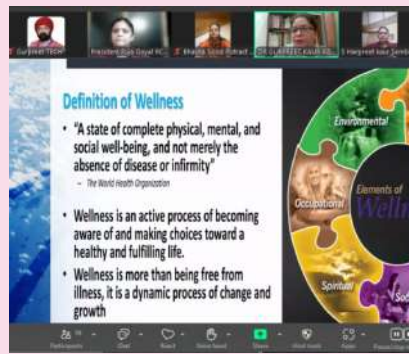 Gurpreet TECH
Definition of Wellness
• "A state of complete physical, mental, and
social well-being, and not merely the
absence of disease or infirmity"
– The World Health Organization
• Wellness is an active process of becoming
aware of and making choices toward a
healthy and fulfilling life.
• Wellness is more than being free from
illness, it is a dynamic process of change and
growth
Environmental
Elements of
Well
Occupational
Spiritual
Soc
Participants
Chat
React
Share
Apps